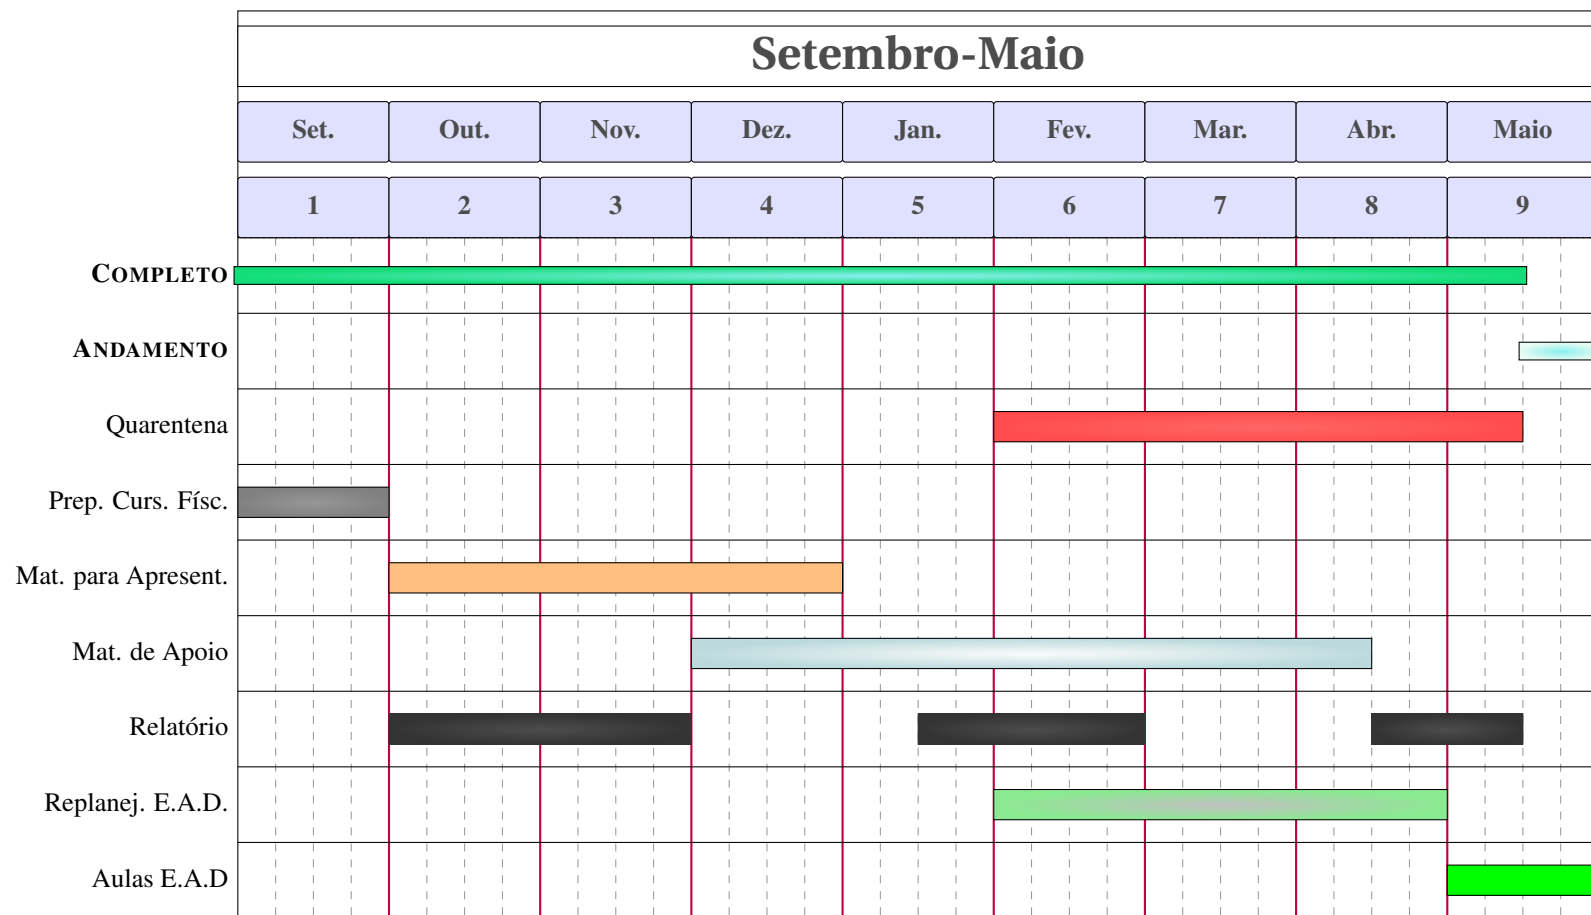 Setembro-Maio
Set. Out. Nov. Dez. Jan. Fev. Mar. Abr. Maio
1 2 3 4 5 6 7 8 9
COMPLETO
ANDAMENTO
Quarentena
Prep. Curs. Físc.
Mat. para Apresent.
Mat. de Apoio
Relatório
Replanej. E.A.D.
Aulas E.A.D